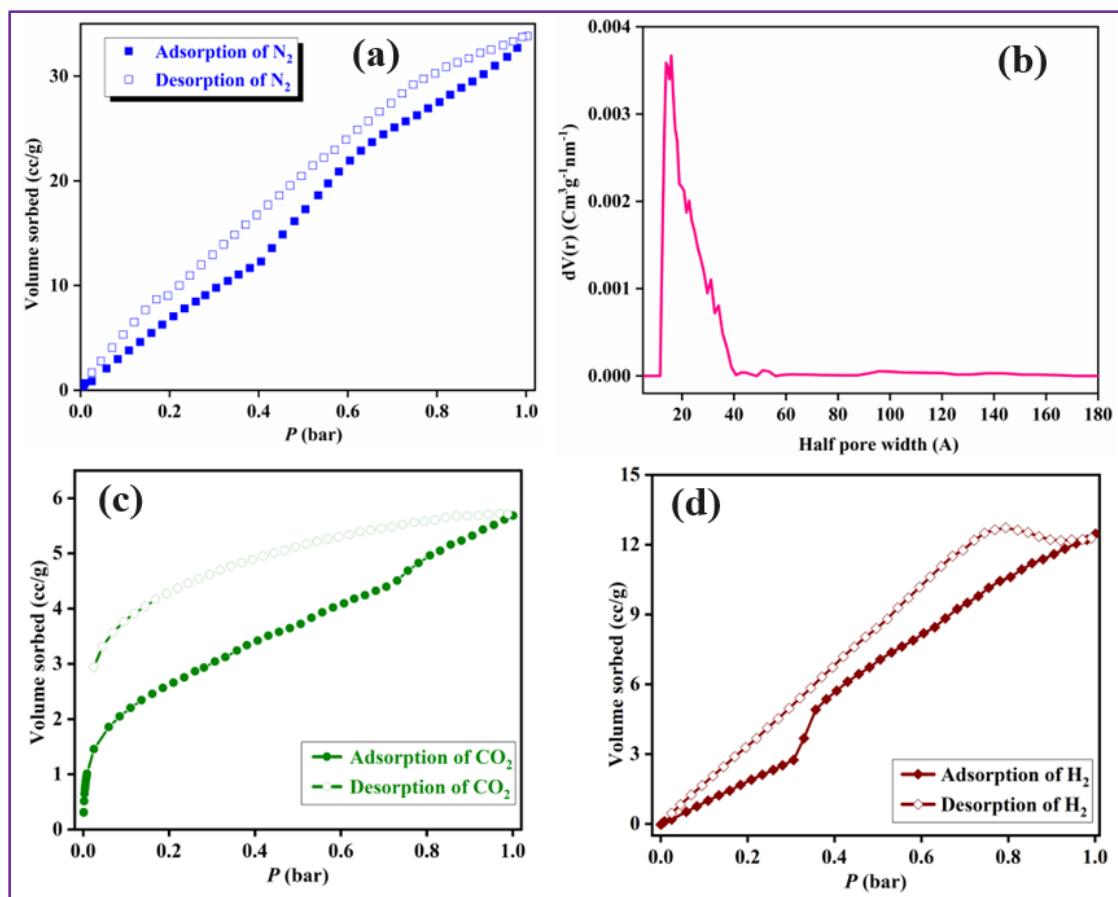 (a)
Adsorption of N2
Desorption of N2
Volume sorbed (cc/g)
30
20
10
0
0.0 0.2 0.4 0.6 0.8 1.0
P (bar)
(b)
dV(r) (Cm3g-1nm-1)
0.004
0.003
0.002
0.001
0.000
20 40 60 80 100 120 140 160 180
Half pore width (A)
(c)
Volume sorbed (cc/g)
6
5
4
3
2
1
0
Adsorption of CO2
Desorption of CO2
0.0 0.2 0.4 0.6 0.8 1.0
P (bar)
(d)
Volume sorbed (cc/g)
15
12
9
6
3
0
Adsorption of H2
Desorption of H2
0.0 0.2 0.4 0.6 0.8 1.0
P (bar)